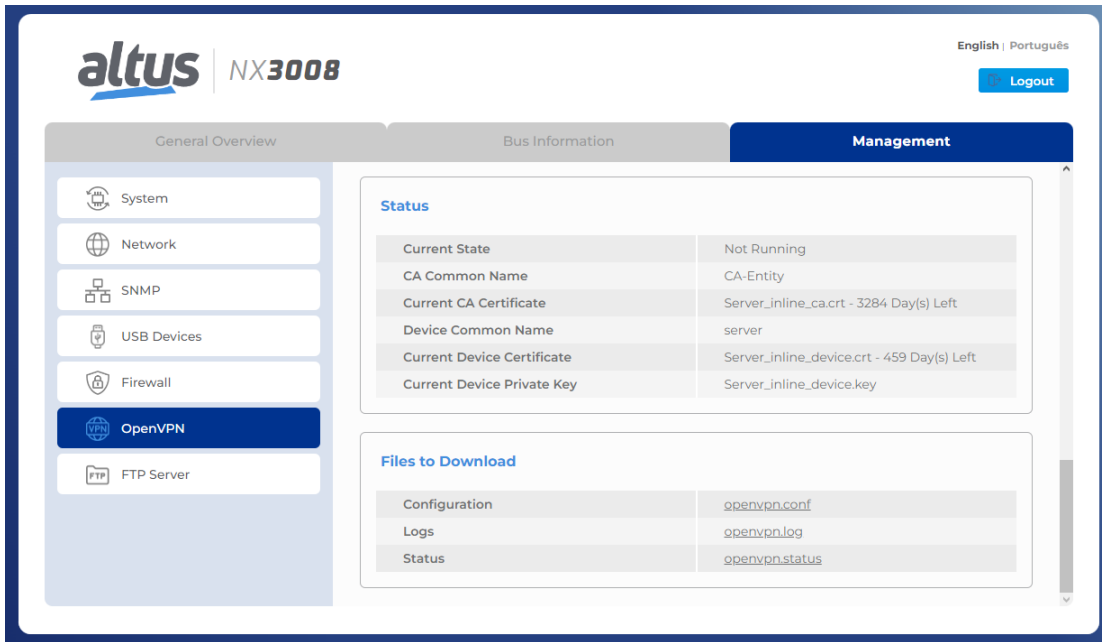 English | Português
altus | NX3008
Logout
General Overview
Bus Information
Management
System
Network
SNMP
USB Devices
Firewall
VPN OpenVPN
FTP FTP Server
Status
Current State Not Running
CA Common Name CA-Entity
Current CA Certificate Server_inline_ca.crt - 3284 Day(s) Left
Device Common Name server
Current Device Certificate Server_inline_device.crt - 459 Day(s) Left
Current Device Private Key Server_inline_device.key
Files to Download
Configuration openvpn.conf
Logs openvpn.log
Status openvpn.status